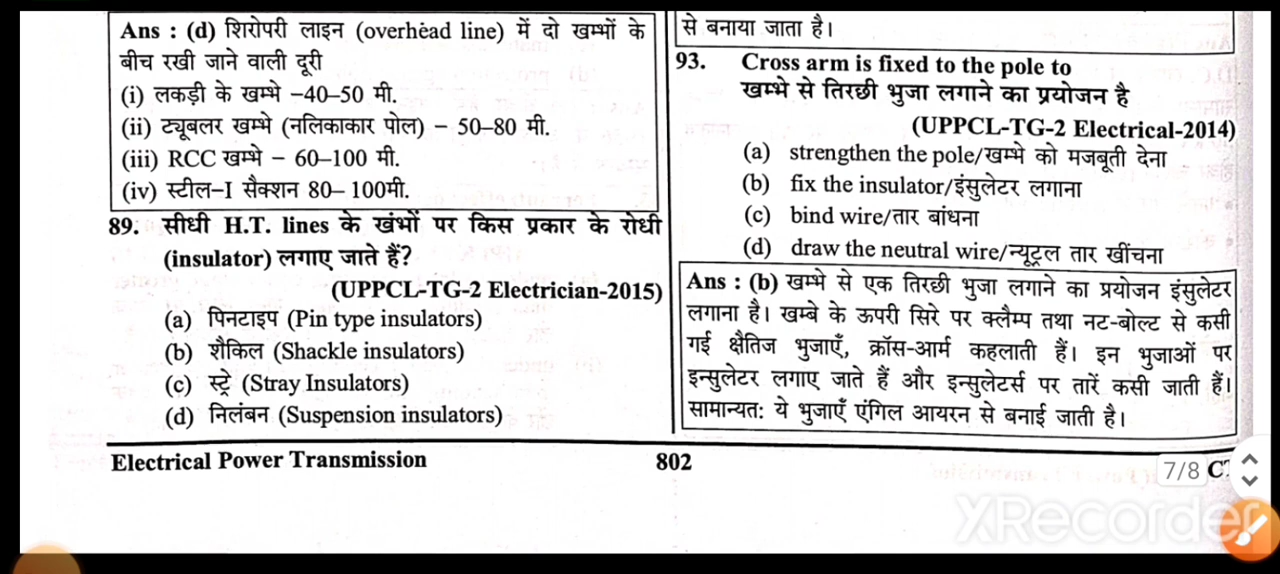 Ans : (d) शिरोपरी लाइन (overhead line) में दो खम्भों के
बीच रखी जाने वाली दूरी
(i) लकड़ी के खम्भे –40–50 मी.
(ii) ट्यूबलर खम्भे (नलिकाकार पोल) – 50–80 मी.
(iii) RCC खम्भे – 60–100 मी.
(iv) स्टील–I सैक्शन 80– 100मी.
89. सीधी H.T. lines के खंभों पर किस प्रकार के रोधी
(insulator) लगाए जाते हैं?
(UPPCL-TG-2 Electrician-2015)
(a) पिनटाइप (Pin type insulators)
(b) शैकिल (Shackle insulators)
(c) स्ट्रे (Stray Insulators)
(d) निलंबन (Suspension insulators)
से बनाया जाता है।
93. Cross arm is fixed to the pole to
खम्भे से तिरछी भुजा लगाने का प्रयोजन है
(UPPCL-TG-2 Electrical-2014)
(a) strengthen the pole/खम्भे को मजबूती देना
(b) fix the insulator/इंसुलेटर लगाना
(c) bind wire/तार बांधना
(d) draw the neutral wire/न्यूट्रल तार खींचना
Ans : (b) खम्भे से एक तिरछी भुजा लगाने का प्रयोजन इंसुलेटर
लगाना है। खम्बे के ऊपरी सिरे पर क्लैम्प तथा नट-बोल्ट से कसी
गई क्षैतिज भुजाएँ, क्रॉस-आर्म कहलाती हैं। इन भुजाओं पर
इन्सुलेटर लगाए जाते हैं और इन्सुलेटर्स पर तारें कसी जाती हैं।
सामान्यत: ये भुजाएँ एंगिल आयरन से बनाई जाती है।
Electrical Power Transmission 802
7/8
XRecorder